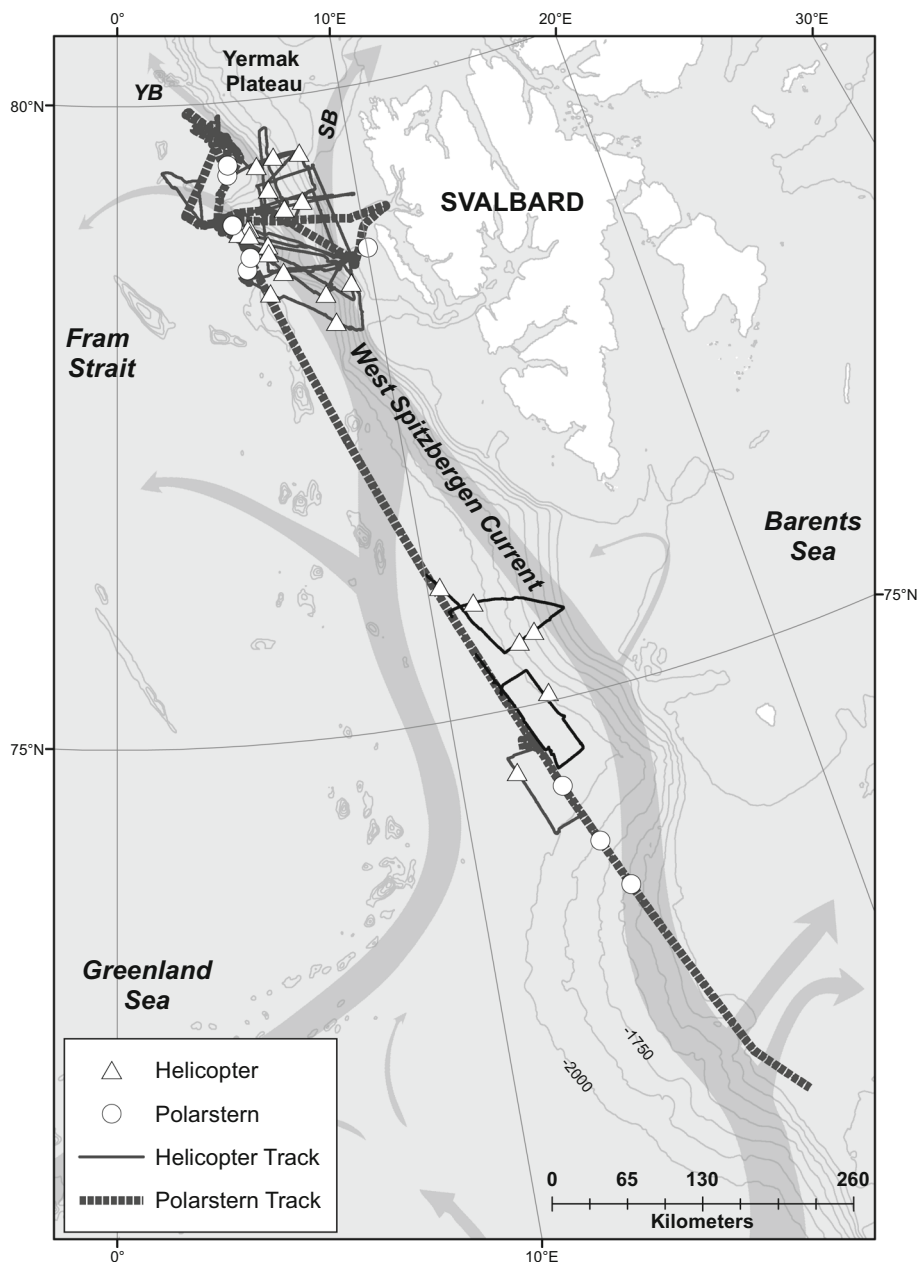 0°
10°E
20°E
30°E
Yermak
Plateau
YB
80°N
SB
SVALBARD
Fram
Strait
West Spitzbergen Current
Barents
Sea
75°N
75°N
Greenland
Sea
-1750
-2000
Helicopter
Polarstern
Helicopter Track
Polarstern Track
0 65 130 260
Kilometers
0°
10°E